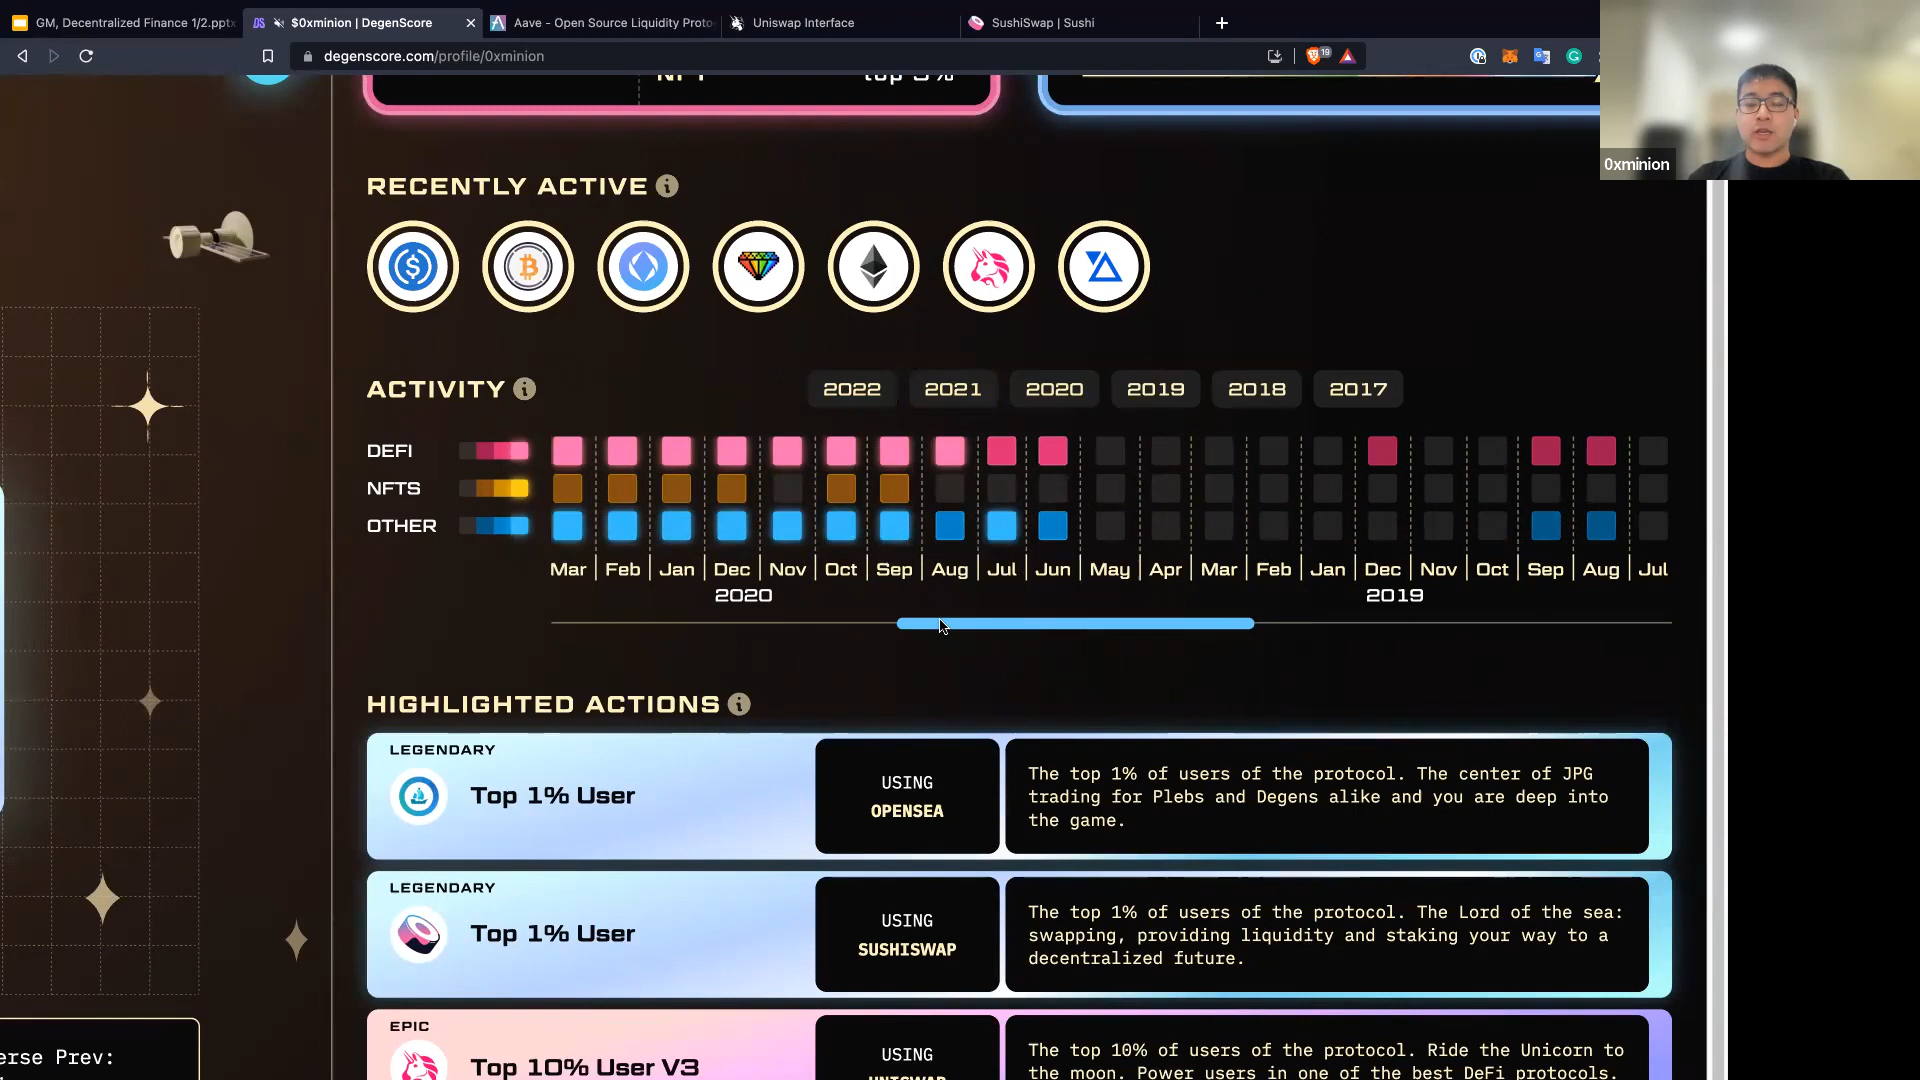 GM, Decentralized Finance 1/2.pptx
$0xminion | DegenScore
Aave - Open Source Liquidity Proto
Uniswap Interface
SushiSwap | Sushi
degenscore.com/profile/0xminion
19
0xminion
NFT
top 5%
RECENTLY ACTIVE
ACTIVITY
2022 2021 2020 2019 2018 2017
DEFI
NFTS
OTHER
Mar Feb Jan Dec Nov Oct Sep Aug Jul Jun May Apr Mar Feb Jan Dec Nov Oct Sep Aug Jul
2020 2019
HIGHLIGHTED ACTIONS
LEGENDARY
Top 1% User
USING
OPENSEA
The top 1% of users of the protocol. The center of JPG
trading for Plebs and Degens alike and you are deep into
the game.
LEGENDARY
Top 1% User
USING
SUSHISWAP
The top 1% of users of the protocol. The Lord of the sea:
swapping, providing liquidity and staking your way to a
decentralized future.
EPIC
Top 10% User V3
USING
UNISWAP
The top 10% of users of the protocol. Ride the Unicorn to
the moon. Power users in one of the best DeFi protocols.
erse Prev: